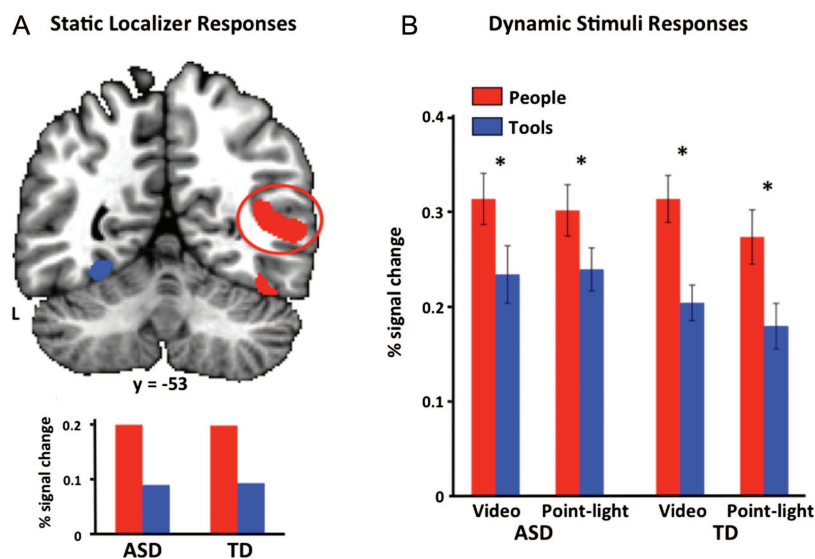 A Static Localizer Responses
L
y = -53
% signal change
0.2
0.1
0
ASD TD
B Dynamic Stimuli Responses
People
Tools
% signal change
0.4
0.3
0.2
0.1
0
* * * *
Video Point-light Video Point-light
ASD TD